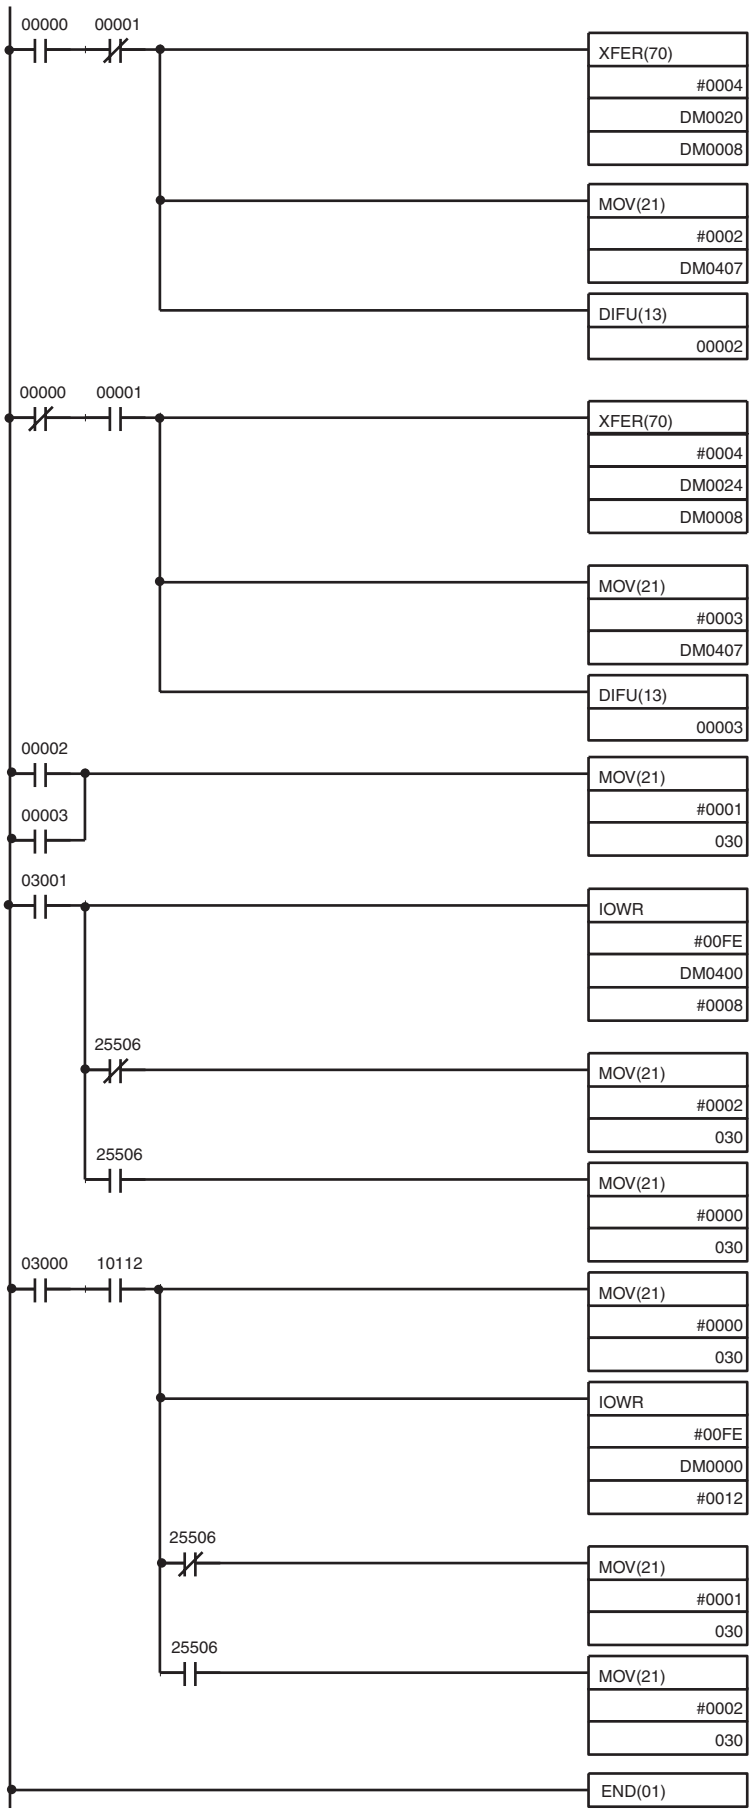 00000 00001
XFER(70)
#0004
DM0020
DM0008
MOV(21)
#0002
DM0407
DIFU(13)
00002
00000 00001
XFER(70)
#0004
DM0024
DM0008
MOV(21)
#0003
DM0407
DIFU(13)
00003
00002
MOV(21)
#0001
030
00003
03001
IOWR
#00FE
DM0400
#0008
25506
MOV(21)
#0002
030
25506
MOV(21)
#0000
030
03000 10112
MOV(21)
#0000
030
IOWR
#00FE
DM0000
#0012
25506
MOV(21)
#0001
030
25506
MOV(21)
#0002
030
END(01)